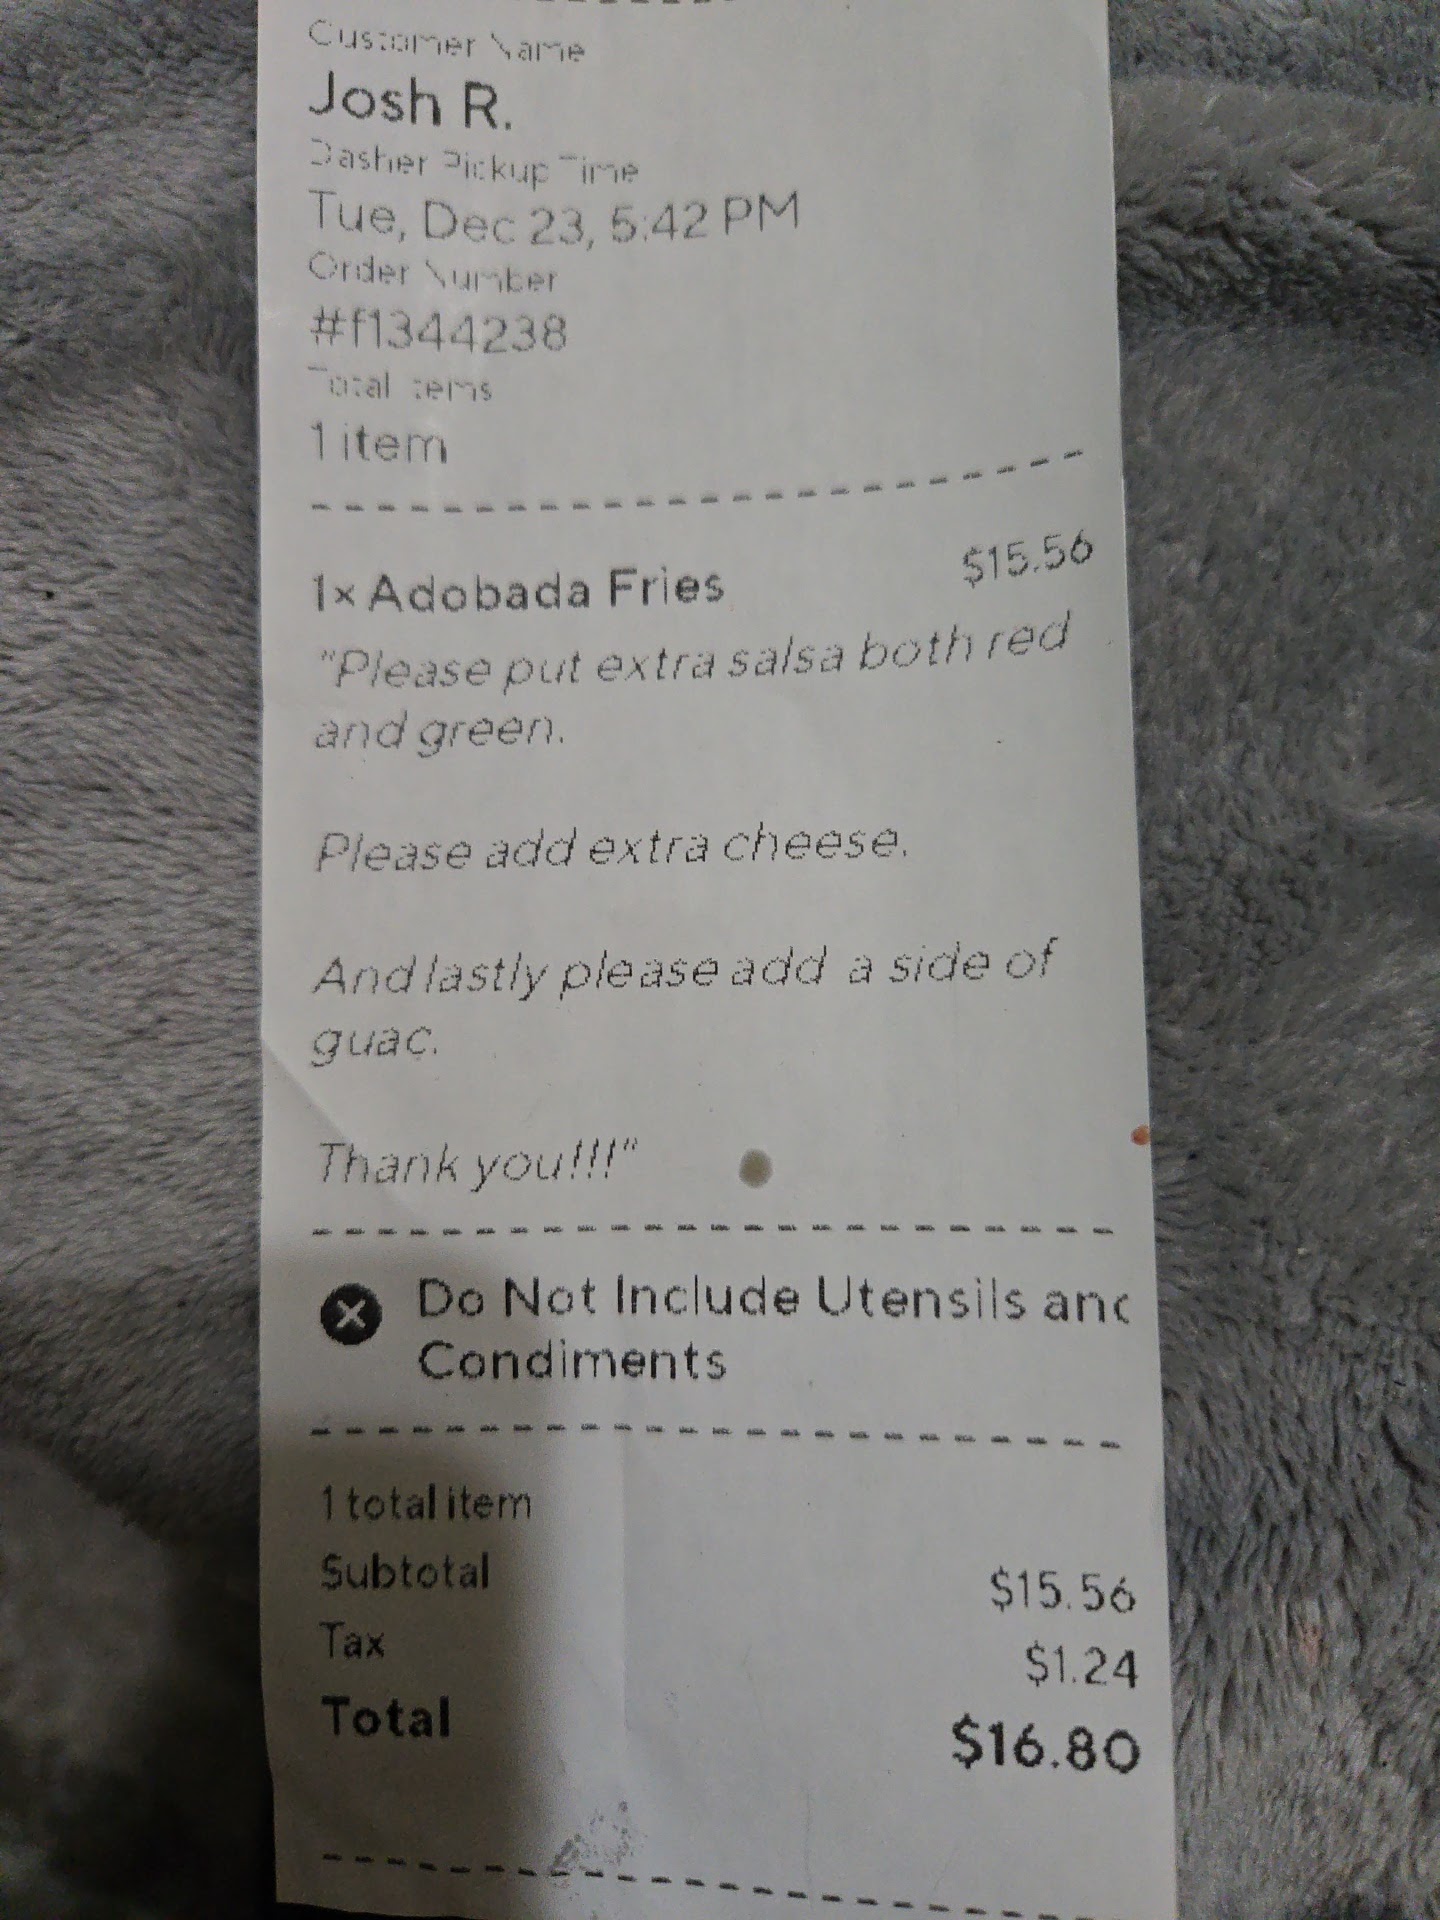 Customer Name
Josh R.
Dasher Pickup Time
Tue, Dec 23, 5:42 PM
Order Number
#f1344238
Total Items
1 item
1x Adobada Fries $15.56
"Please put extra salsa both red
and green.
Please add extra cheese.
And lastly please add a side of
guac.
Thank you!!!"
Do Not Include Utensils and
Condiments
1 total item
Subtotal $15.56
Tax $1.24
Total $16.80